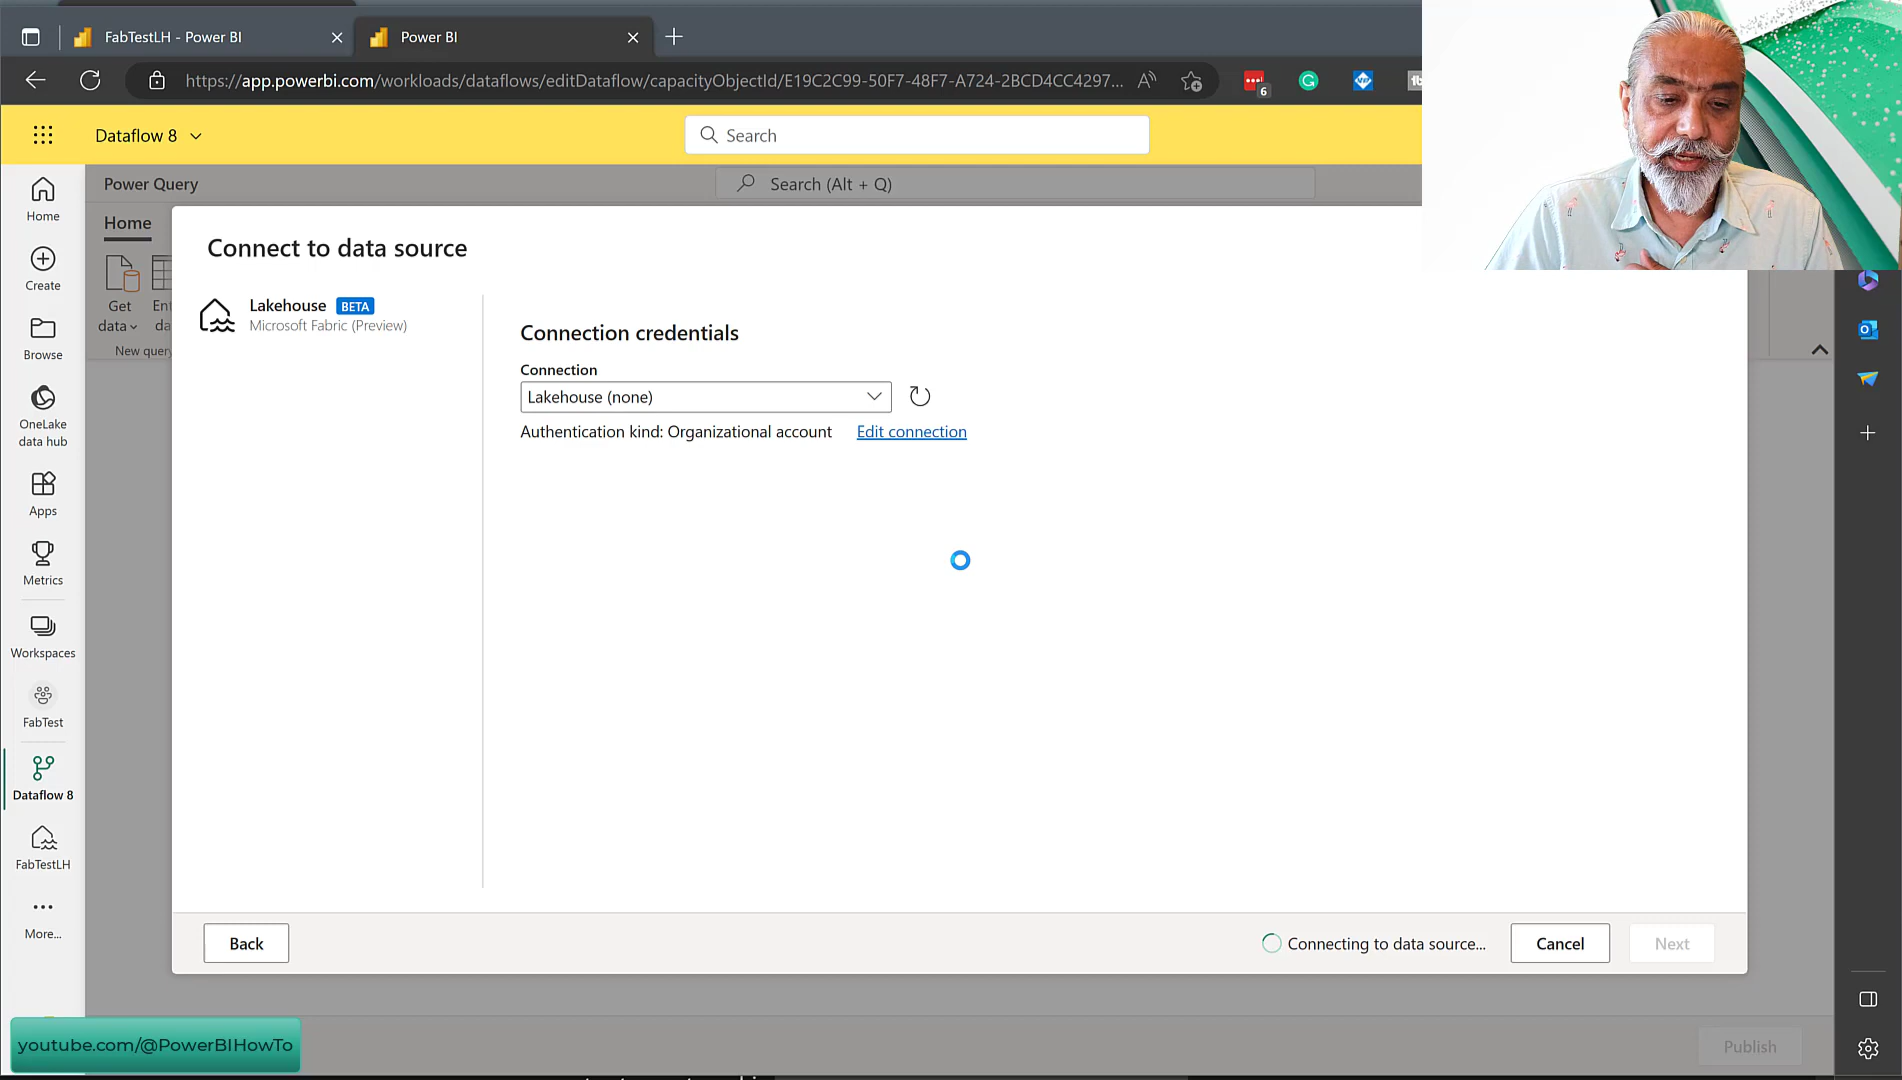 FabTestLH - Power BI
Power BI
https://app.powerbi.com/workloads/dataflows/editDataflow/capacityObjectId/E19C2C99-50F7-48F7-A724-2BCD4CC4297...
6
Dataflow 8
Search
Power Query
Search (Alt + Q)
Home
Home
Create
Browse
OneLake
data hub
Apps
Metrics
Workspaces
FabTest
Dataflow 8
FabTestLH
More...
Get
data
Ent
da
New query
Connect to data source
Lakehouse BETA
Microsoft Fabric (Preview)
Connection credentials
Connection
Lakehouse (none)
Authentication kind: Organizational account Edit connection
Back
Connecting to data source...
Cancel
Next
Publish
youtube.com/@PowerBIHowTo